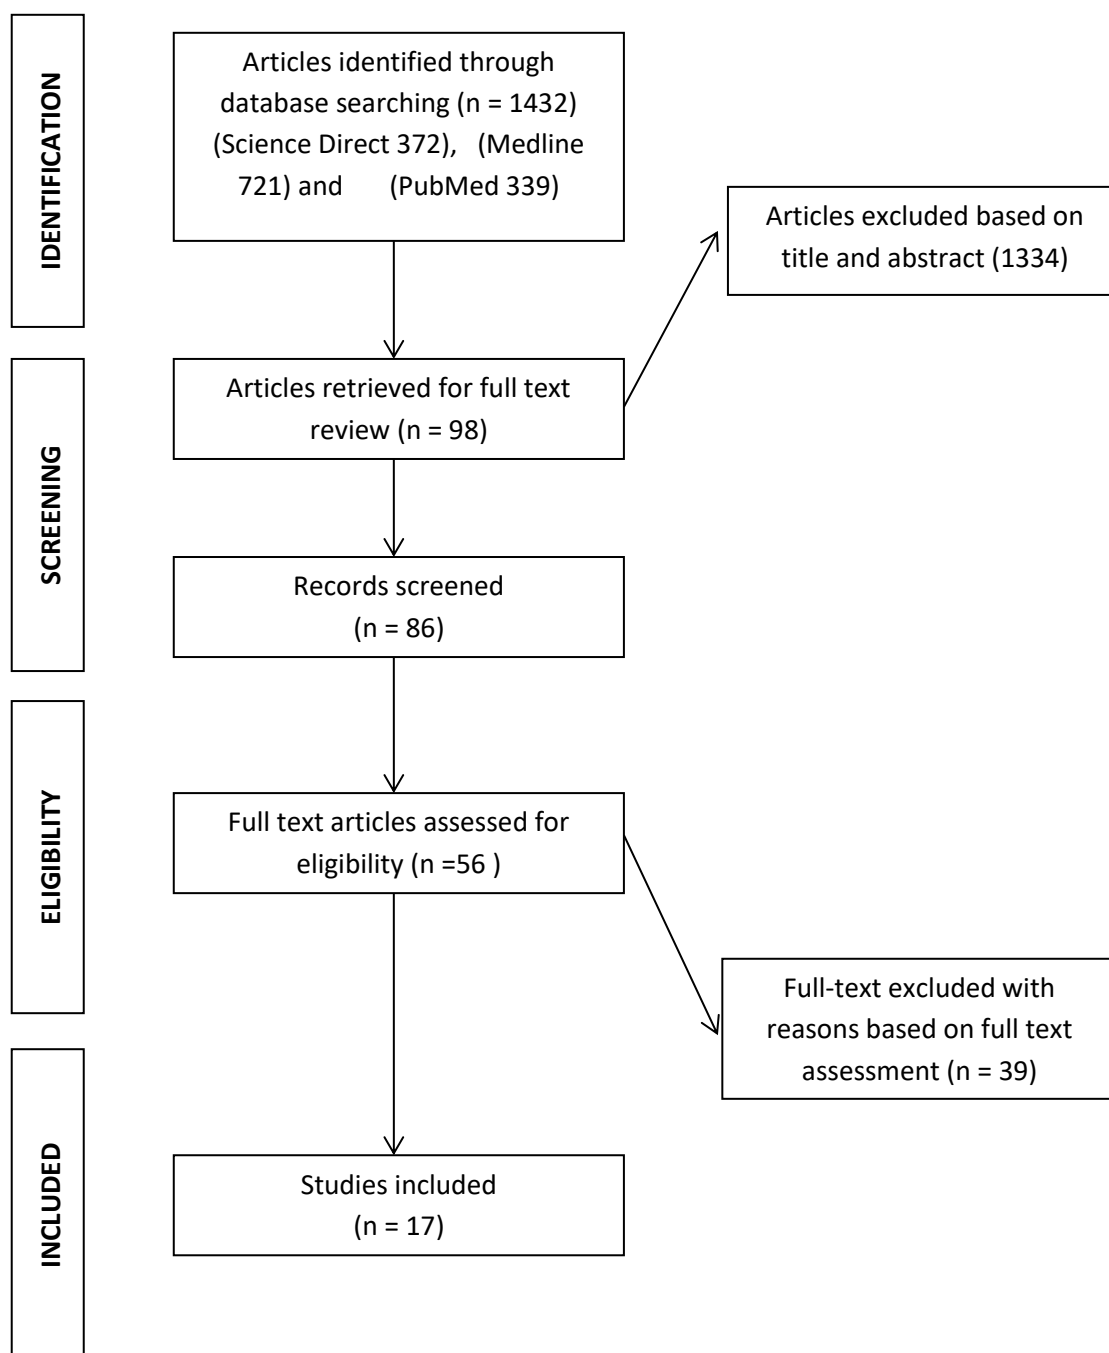 IDENTIFICATION
Articles identified through
database searching (n = 1432)
(Science Direct 372), (Medline
721) and (PubMed 339)
Articles excluded based on
title and abstract (1334)
SCREENING
Articles retrieved for full text
review (n = 98)
Records screened
(n = 86)
ELIGIBILITY
Full text articles assessed for
eligibility (n =56 )
Full-text excluded with
reasons based on full text
assessment (n = 39)
INCLUDED
Studies included
(n = 17)